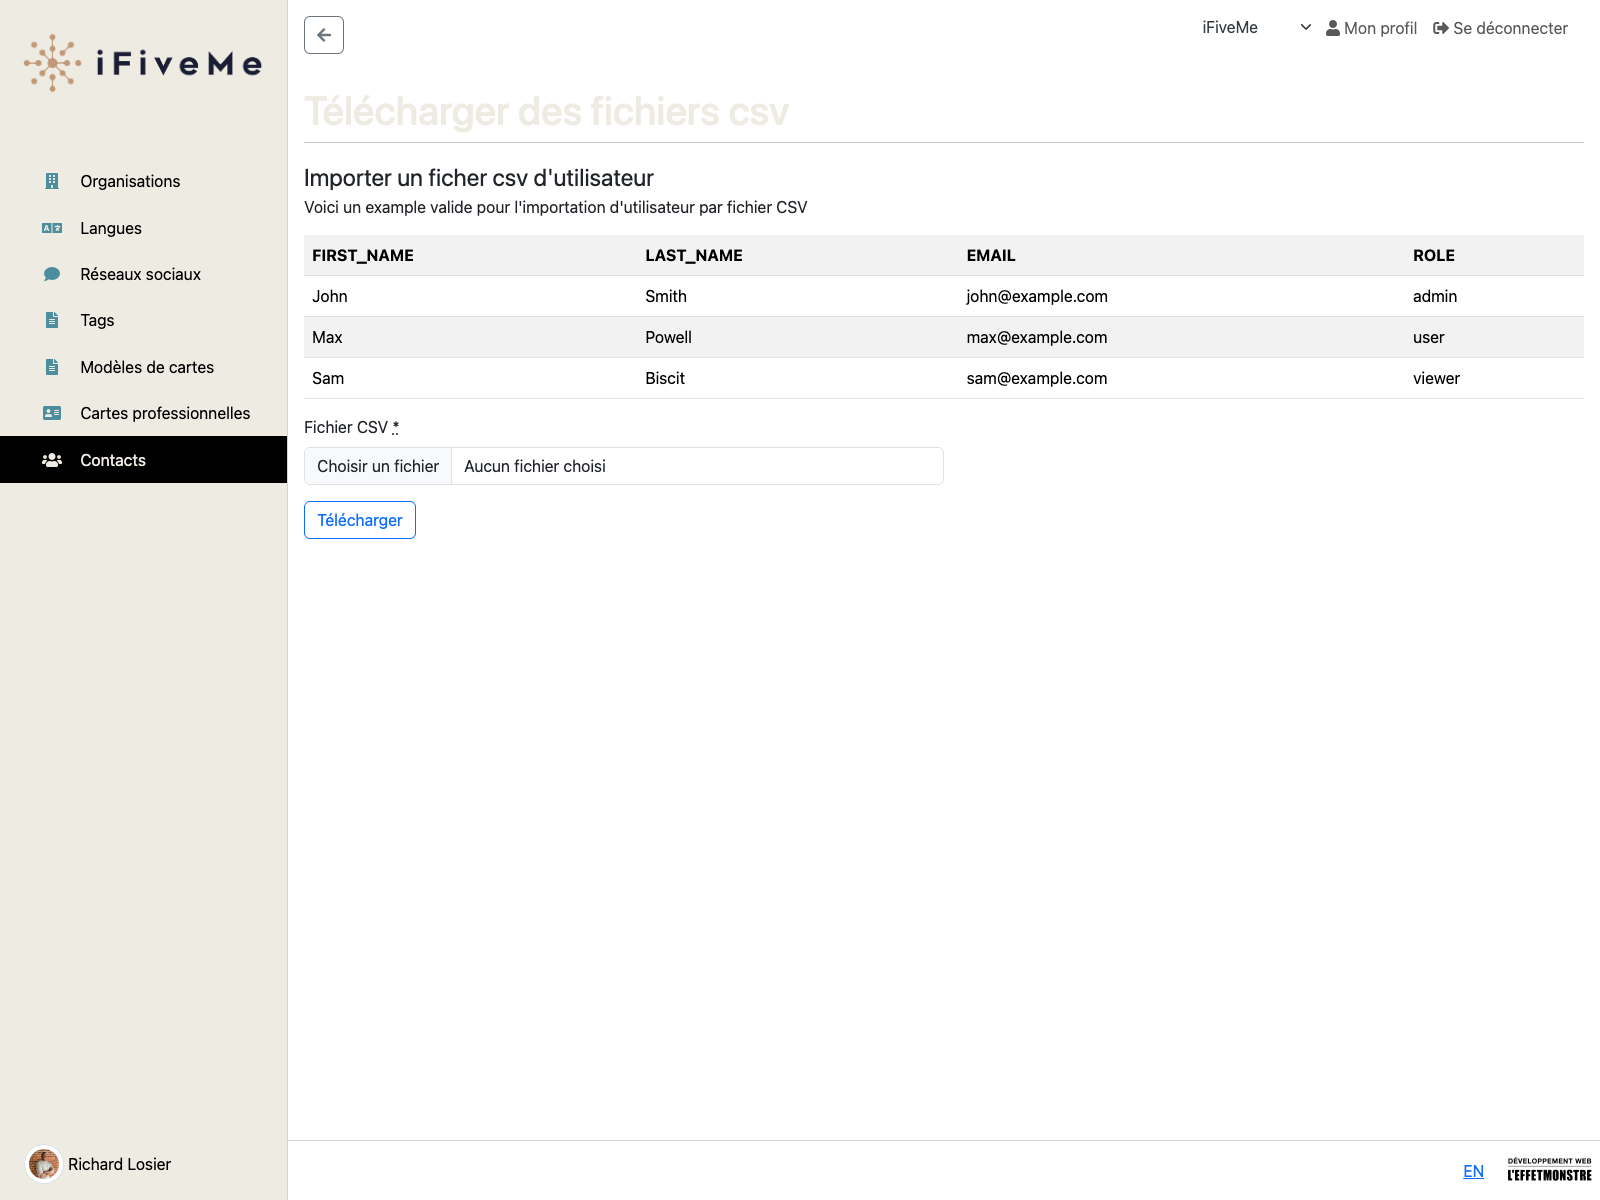 iFiveMe
iFiveMe
Mon profil
Se déconnecter
Organisations
Langues
Réseaux sociaux
Tags
Modèles de cartes
Cartes professionnelles
Contacts
Richard Losier
Télécharger des fichiers csv
Importer un ficher csv d'utilisateur
Voici un example valide pour l'importation d'utilisateur par fichier CSV
FIRST_NAME LAST_NAME EMAIL ROLE
John Smith john@example.com admin
Max Powell max@example.com user
Sam Biscit sam@example.com viewer
Fichier CSV *
Choisir un fichier Aucun fichier choisi
Télécharger
EN
DÉVELOPPEMENT WEB
L'EFFETMONSTRE